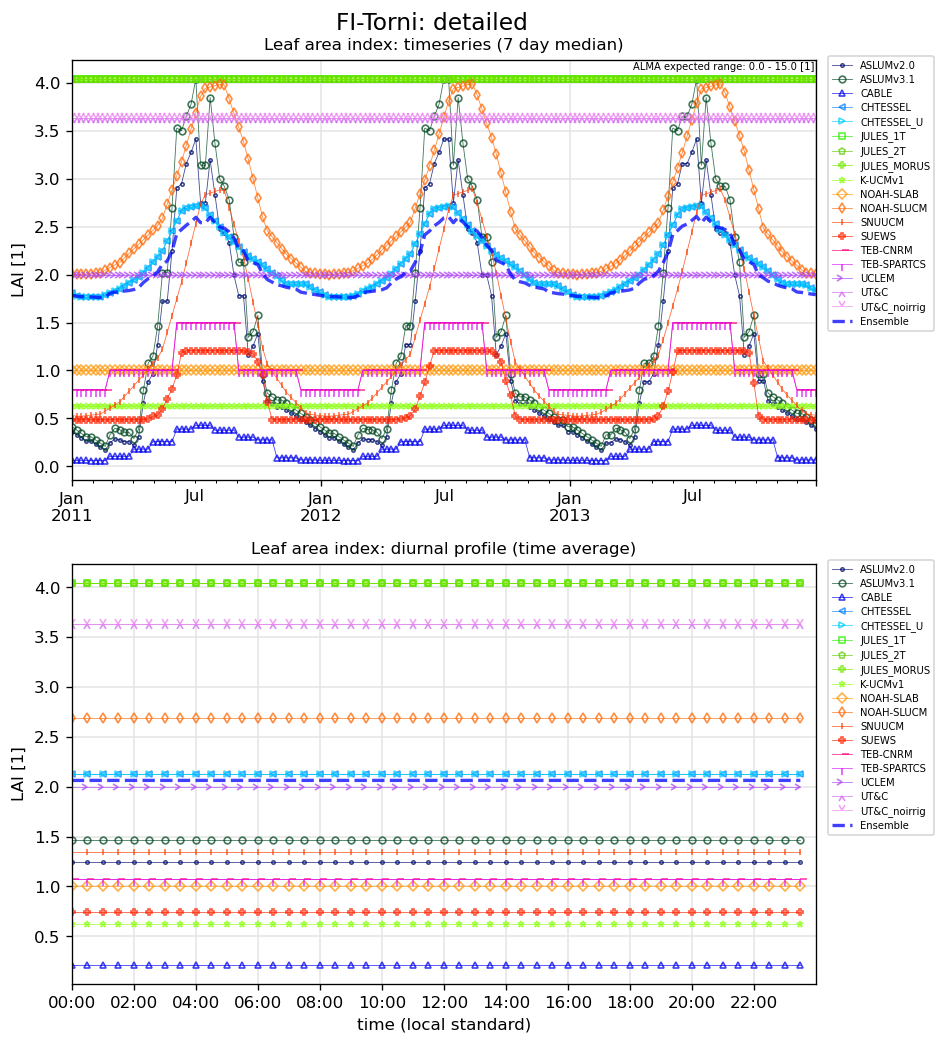 FI-Torni: detailed
Leaf area index: timeseries (7 day median)
ALMA expected range: 0.0 - 15.0 [1]
LAI [1]
4.0
3.5
3.0
2.5
2.0
1.5
1.0
0.5
0.0
Jan
2011
Jul
Jan
2012
Jul
Jan
2013
Jul
ASLUMv2.0
ASLUMv3.1
CABLE
CHTESSEL
CHTESSEL_U
JULES_1T
JULES_2T
JULES_MORUS
K-UCMv1
NOAH-SLAB
NOAH-SLUCM
SNUUCM
SUEWS
TEB-CNRM
TEB-SPARTCS
UCLEM
UT&C
UT&C_noirrig
Ensemble
Leaf area index: diurnal profile (time average)
LAI [1]
4.0
3.5
3.0
2.5
2.0
1.5
1.0
0.5
00:00 02:00 04:00 06:00 08:00 10:00 12:00 14:00 16:00 18:00 20:00 22:00
time (local standard)
ASLUMv2.0
ASLUMv3.1
CABLE
CHTESSEL
CHTESSEL_U
JULES_1T
JULES_2T
JULES_MORUS
K-UCMv1
NOAH-SLAB
NOAH-SLUCM
SNUUCM
SUEWS
TEB-CNRM
TEB-SPARTCS
UCLEM
UT&C
UT&C_noirrig
Ensemble